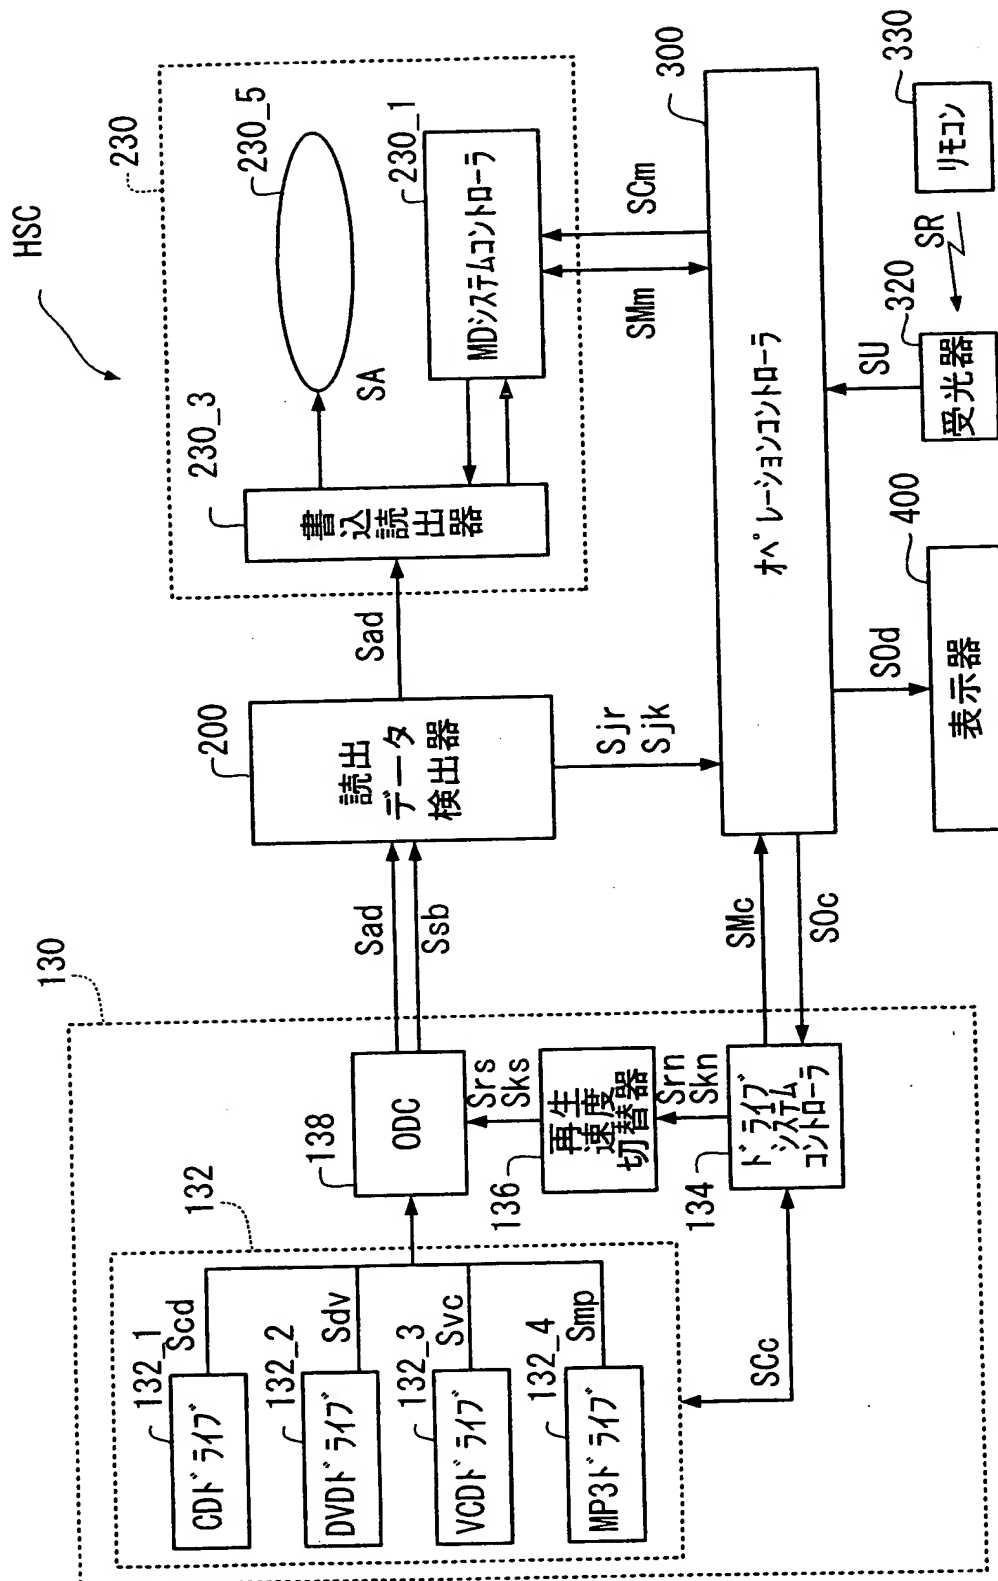 HSC
130
132
132_1
CDﾄﾞﾗｲﾌﾞ
Scd
132_2
DVDﾄﾞﾗｲﾌﾞ
Sdv
132_3
VCDﾄﾞﾗｲﾌﾞ
Svc
132_4
MP3ﾄﾞﾗｲﾌﾞ
Smp
138
ODC
Srs
Sks
136
再生
速度
切替器
Srn
Skn
134
ﾄﾞﾗｲﾌﾞ
ｼｽﾃﾑ
ｺﾝﾄﾛｰﾗ
SCc
Sad
Ssb
200
読出
データ
検出器
Sad
Sjr
Sjk
SMc
SOc
230
230_3
書込読出器
SA
230_5
230_1
MDｼｽﾃﾑｺﾝﾄﾛｰﾗ
SMm
SCm
300
ｵﾍﾟﾚｰｼｮﾝｺﾝﾄﾛｰﾗ
SOd
400
表示器
SU
320
受光器
SR
330
ﾘﾓｺﾝ